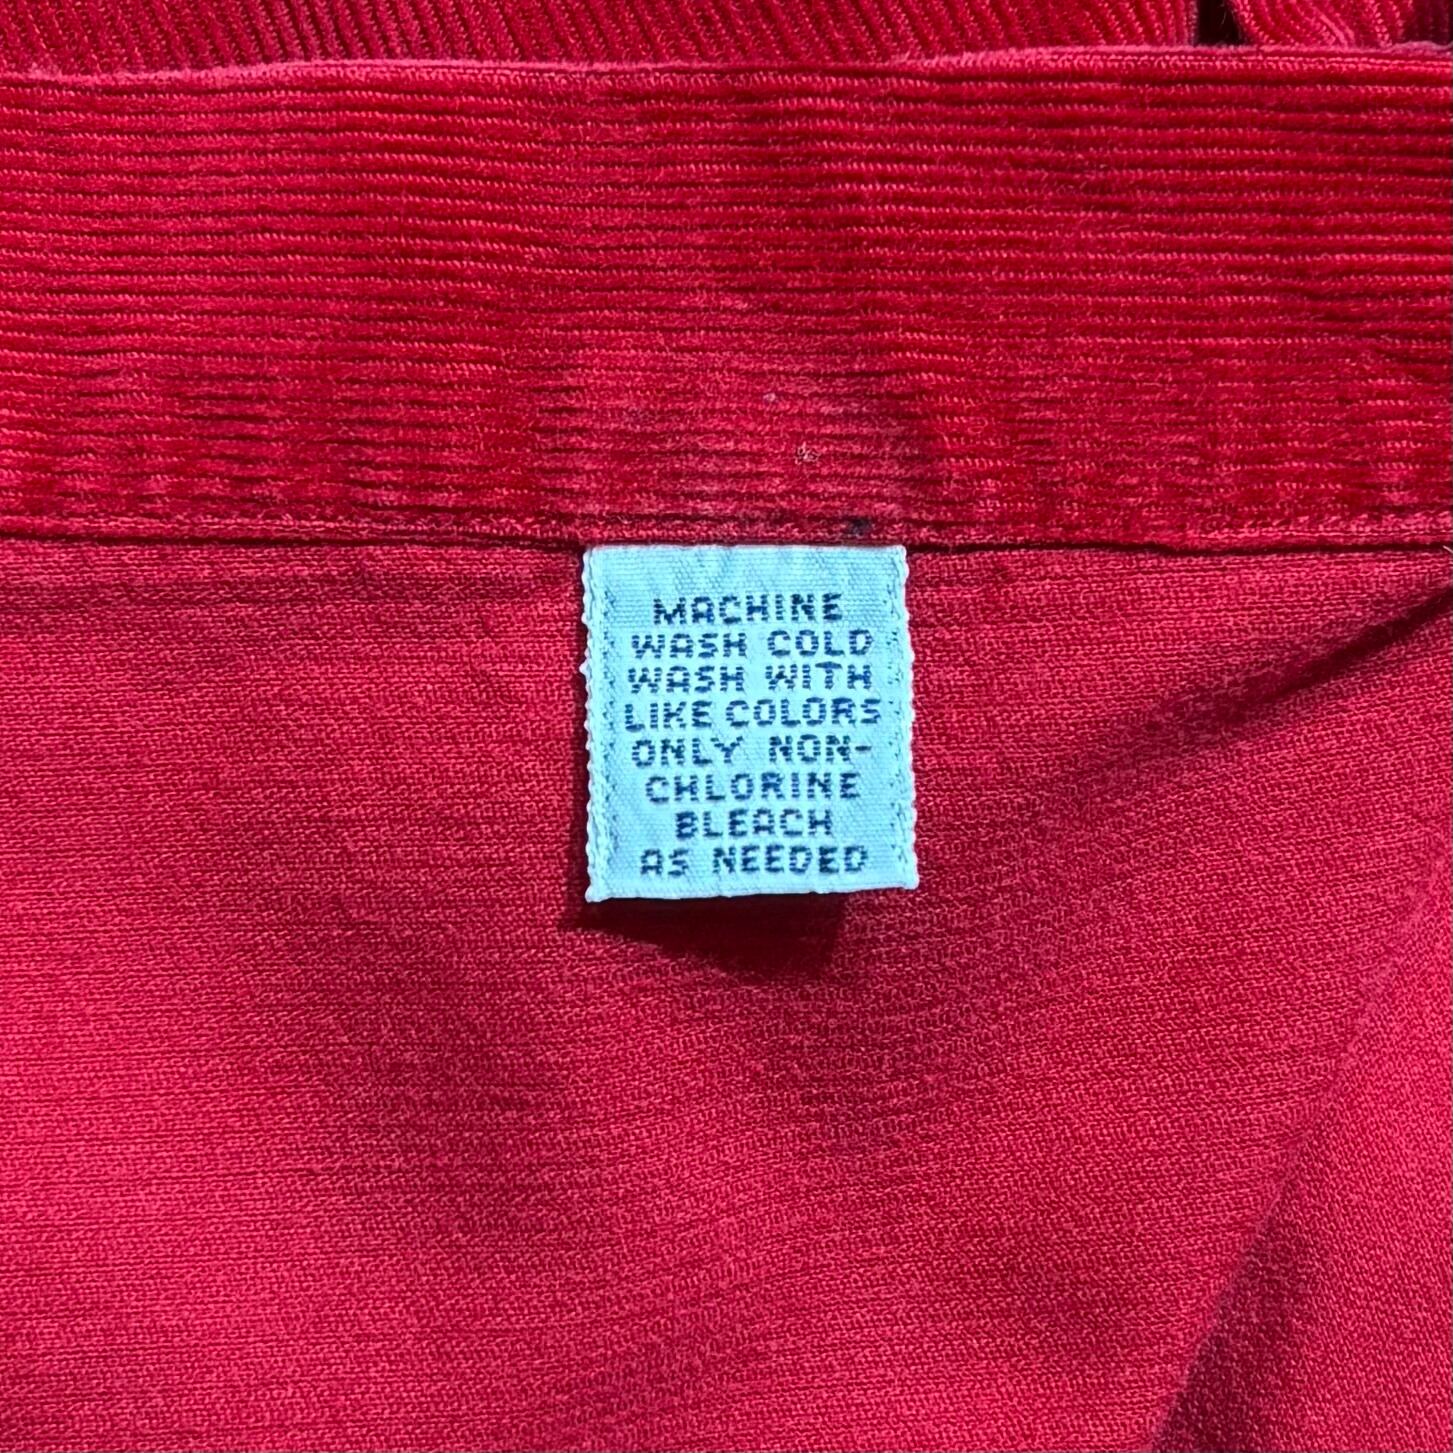 MACHINE
WASH COLD
WASH WITH
LIKE COLORS
ONLY NON-
CHLORINE
BLEACH
AS NEEDED